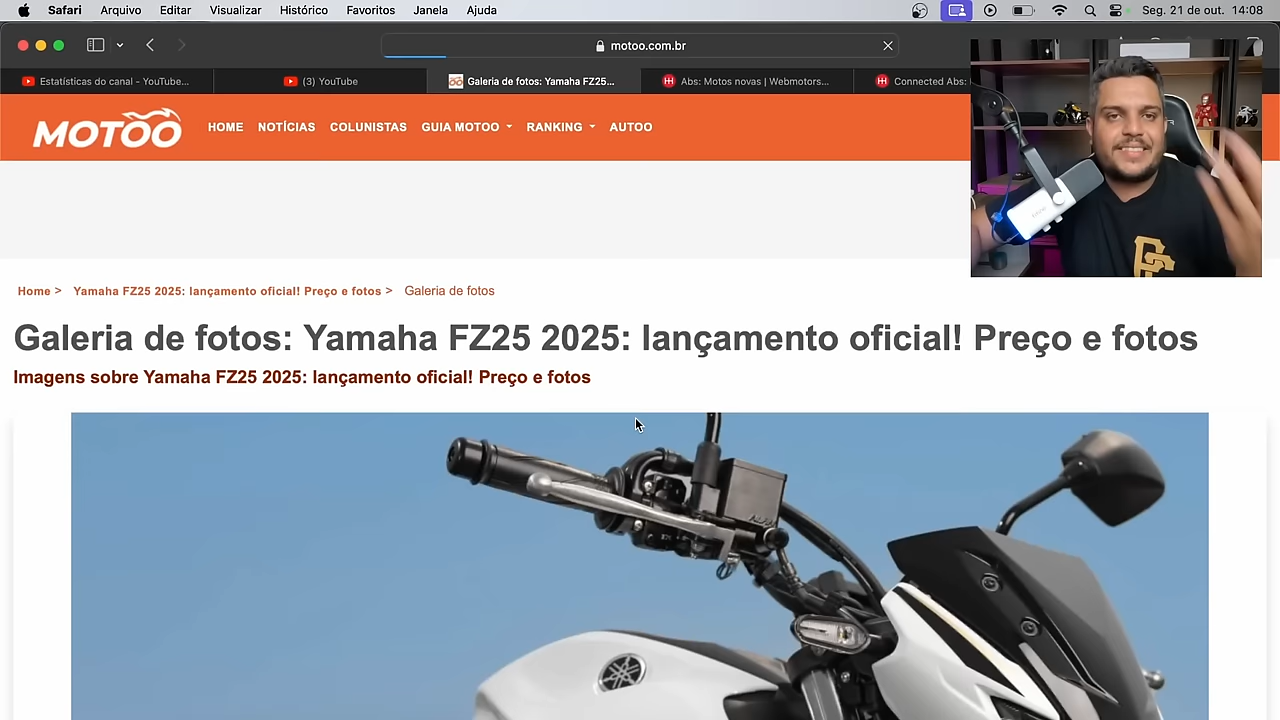 Safari Arquivo Editar Visualizar Histórico Favoritos Janela Ajuda Seg. 21 de out. 14:08
motoo.com.br
Estatísticas do canal - YouTube... (3) YouTube Galeria de fotos: Yamaha FZ25... Abs: Motos novas | Webmotors... Connected Abs:
MOTOO HOME NOTÍCIAS COLUNISTAS GUIA MOTOO RANKING AUTOO
Home > Yamaha FZ25 2025: lançamento oficial! Preço e fotos > Galeria de fotos
Galeria de fotos: Yamaha FZ25 2025: lançamento oficial! Preço e fotos
Imagens sobre Yamaha FZ25 2025: lançamento oficial! Preço e fotos